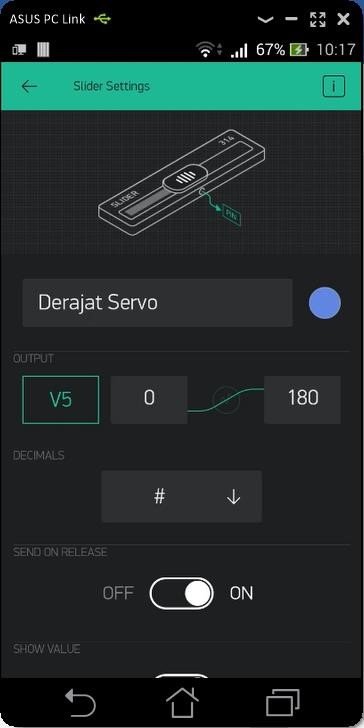 ASUS PC Link
67% 10:17
Slider Settings
i
SLIDER
314
PIN
Derajat Servo
OUTPUT
V5 0 180
DECIMALS
#
SEND ON RELEASE
OFF ON
SHOW VALUE